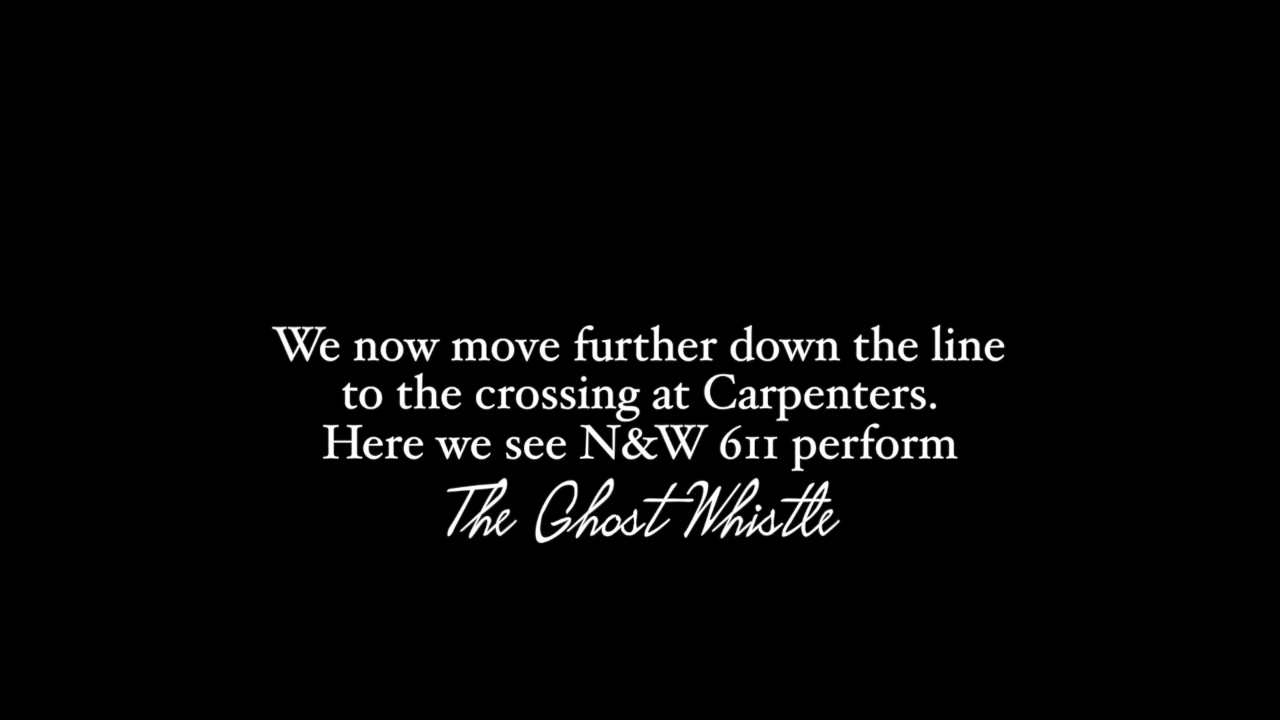 We now move further down the line
to the crossing at Carpenters.
Here we see N&W 611 perform
The Ghost Whistle